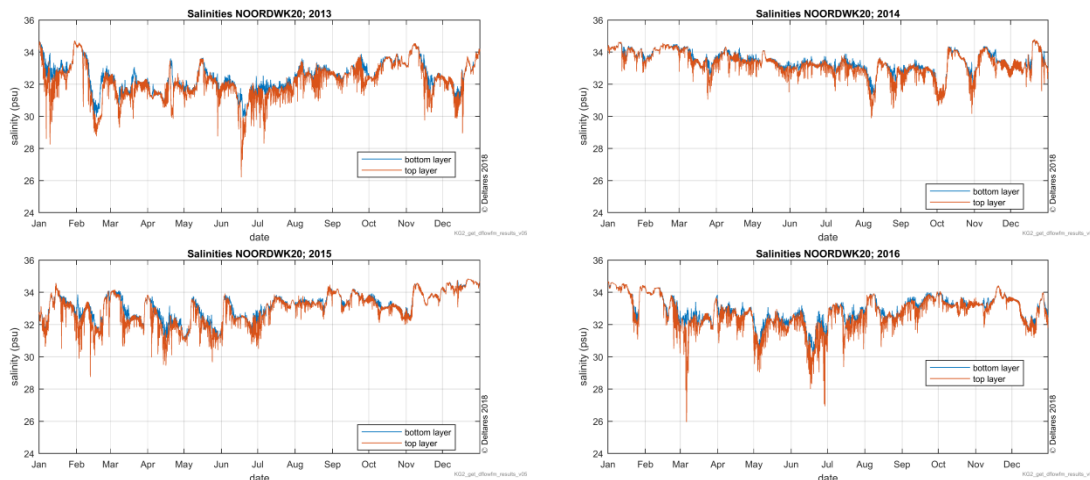 Salinities NOORDWK20; 2013
36
34
32
30
28
26
24
salinity (psu)
bottom layer
top layer
© Deltares 2018
Jan Feb Mar Apr May Jun Jul Aug Sep Oct Nov Dec
date
KG2_get_dflowfm_results_v05
Salinities NOORDWK20; 2014
36
34
32
30
28
26
24
salinity (psu)
bottom layer
top layer
© Deltares 2018
Jan Feb Mar Apr May Jun Jul Aug Sep Oct Nov Dec
date
KG2_get_dflowfm_results_v
Salinities NOORDWK20; 2015
36
34
32
30
28
26
24
salinity (psu)
bottom layer
top layer
© Deltares 2018
Jan Feb Mar Apr May Jun Jul Aug Sep Oct Nov Dec
date
KG2_get_dflowfm_results_v05
Salinities NOORDWK20; 2016
36
34
32
30
28
26
24
salinity (psu)
bottom layer
top layer
© Deltares 2018
Jan Feb Mar Apr May Jun Jul Aug Sep Oct Nov Dec
date
KG2_get_dflowfm_results_v